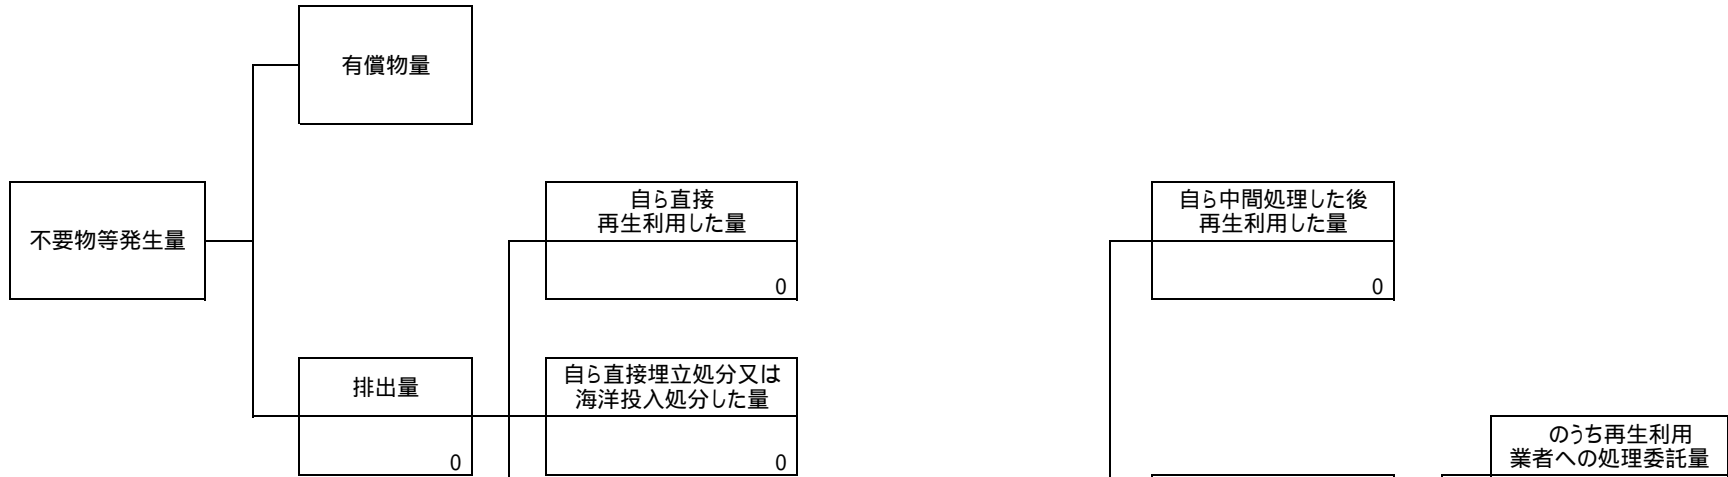 有償物量
不要物等発生量
自ら直接
再生利用した量
0
自ら中間処理した後
再生利用した量
0
排出量
0
自ら直接埋立処分又は
海洋投入処分した量
0
のうち再生利用
業者への処理委託量